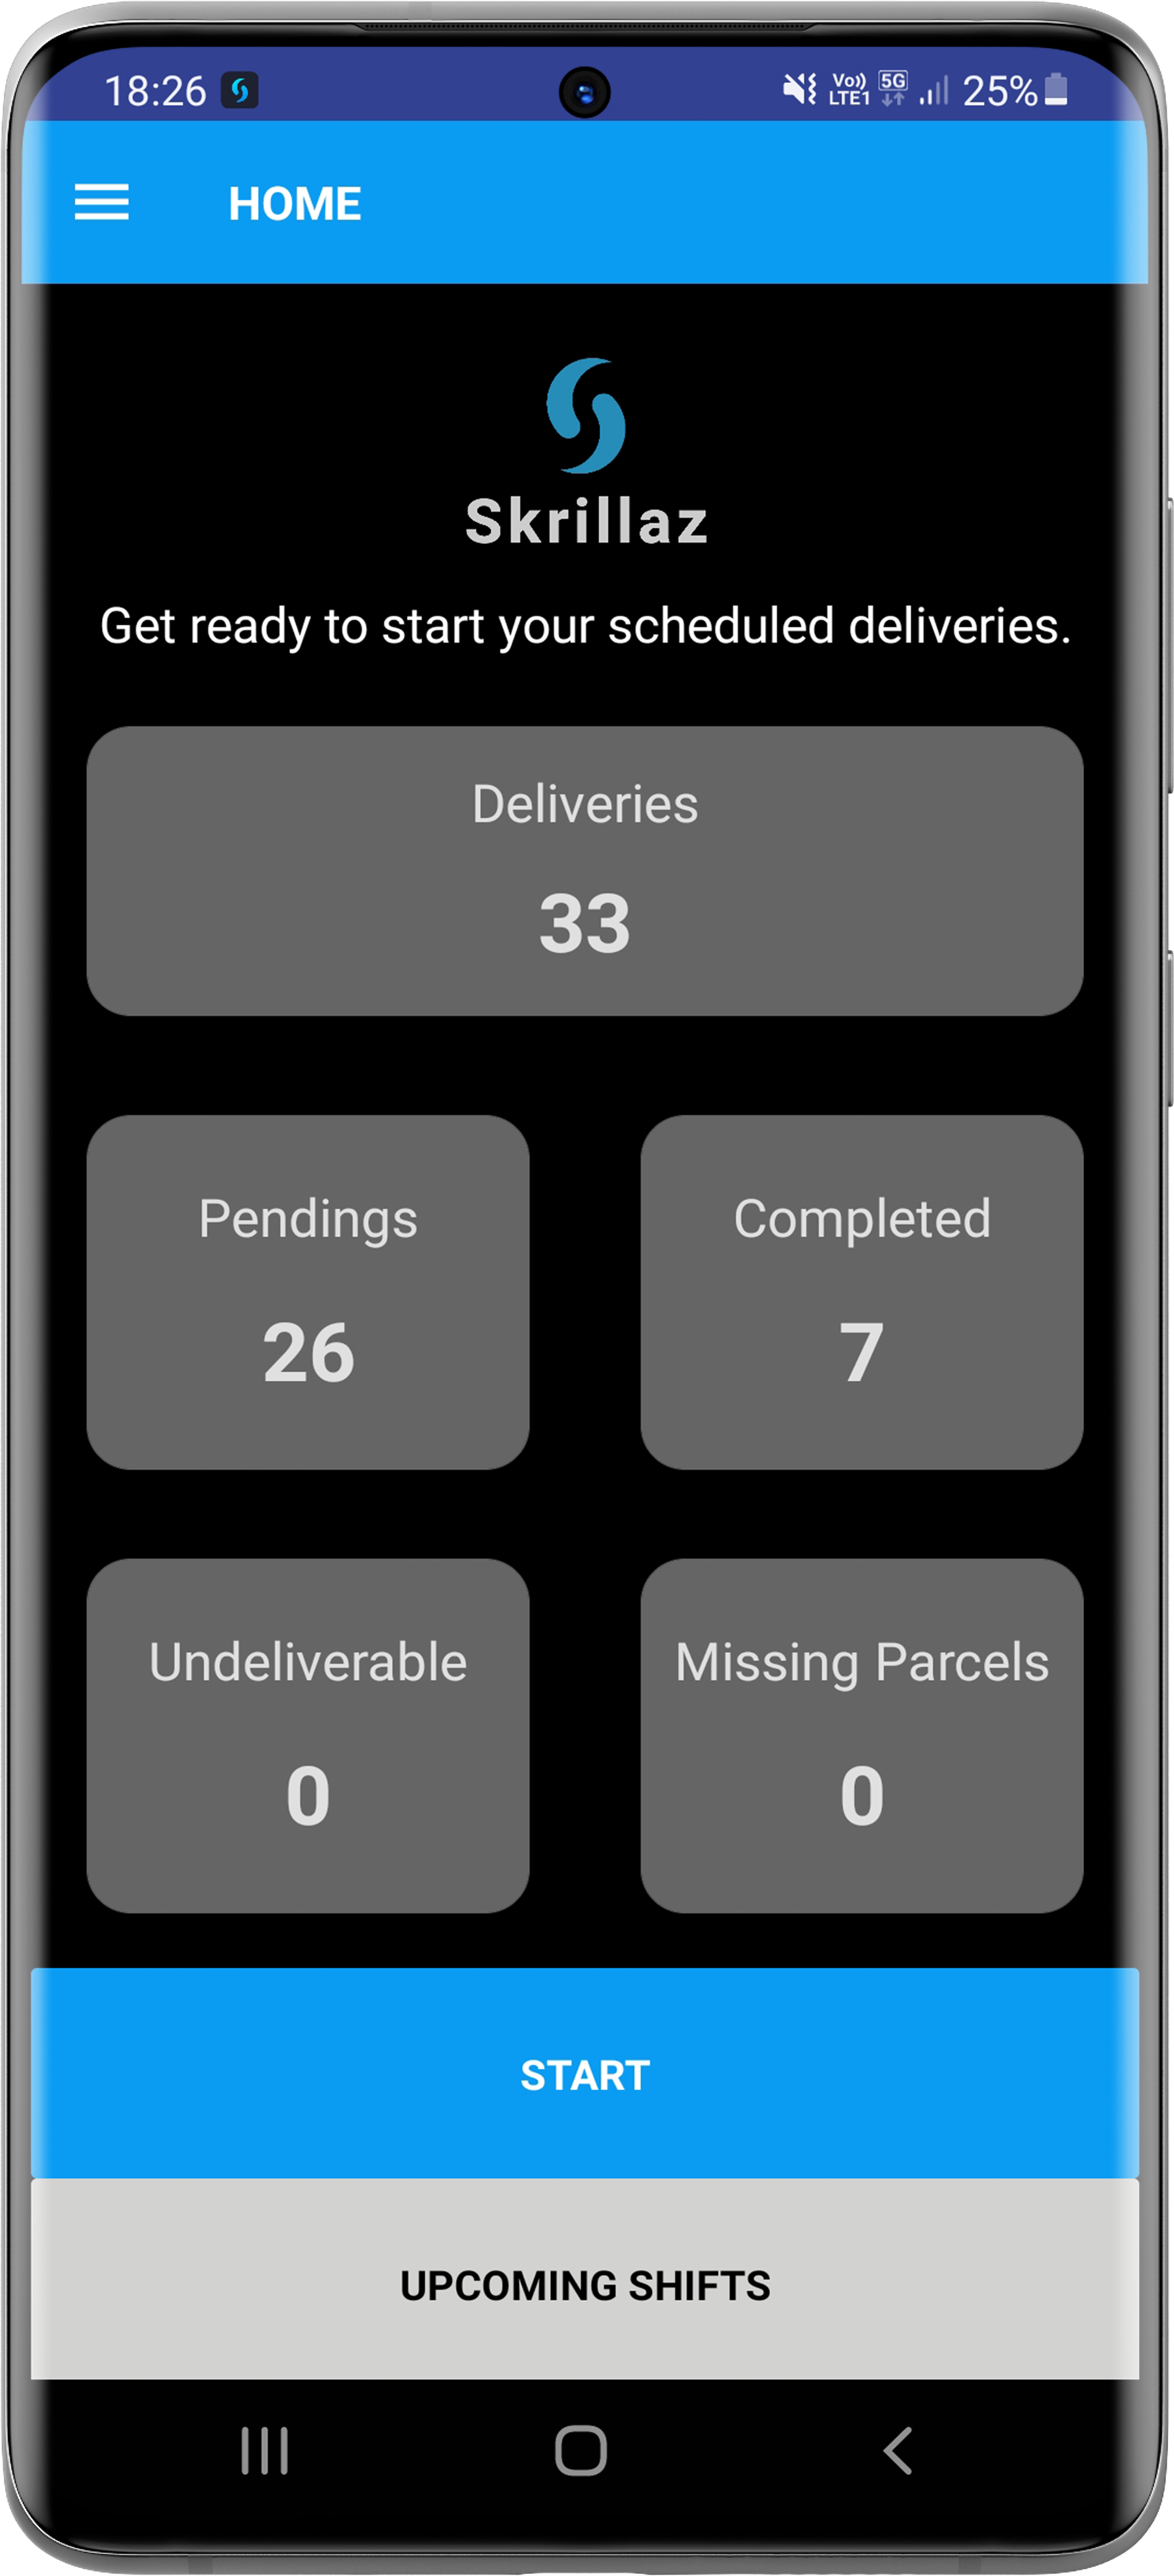 18:26 Vo)) LTE1 5G 25%
HOME
Skrillaz
Get ready to start your scheduled deliveries.
Deliveries
33
Pendings
26
Completed
7
Undeliverable
0
Missing Parcels
0
START
UPCOMING SHIFTS